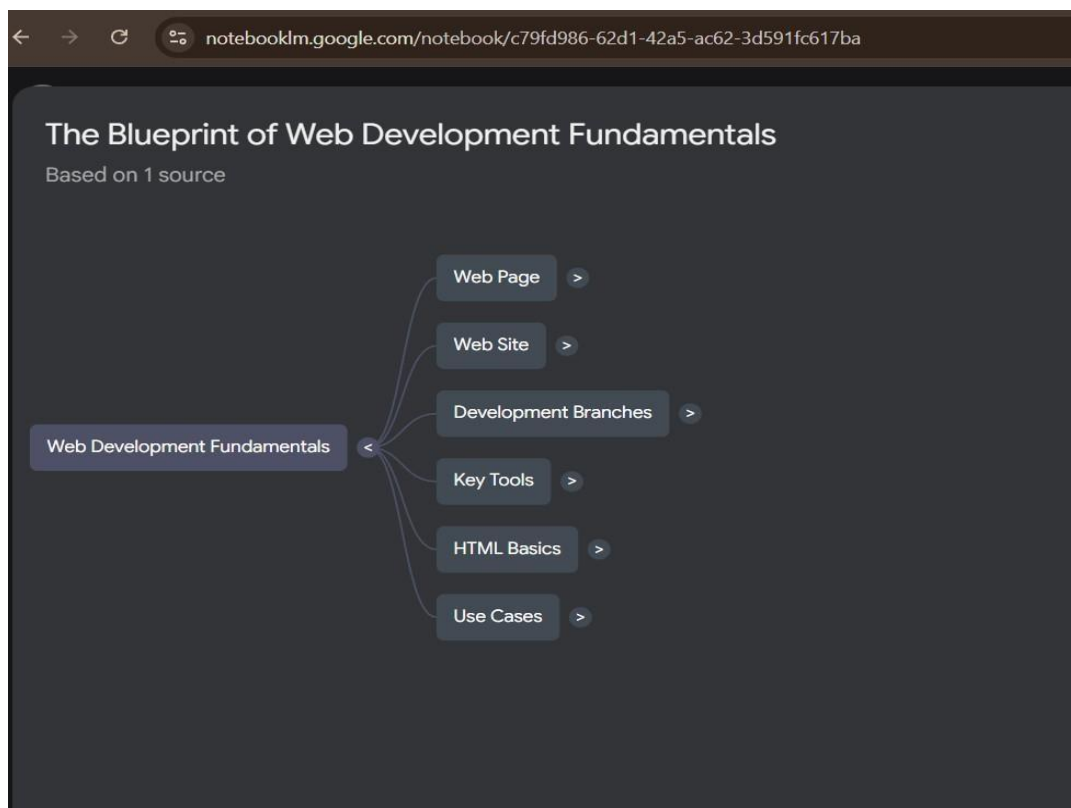 notebooklm.google.com/notebook/c79fd986-62d1-42a5-ac62-3d591fc617ba
The Blueprint of Web Development Fundamentals
Based on 1 source
Web Page >
Web Site >
Development Branches >
Web Development Fundamentals <
Key Tools >
HTML Basics >
Use Cases >